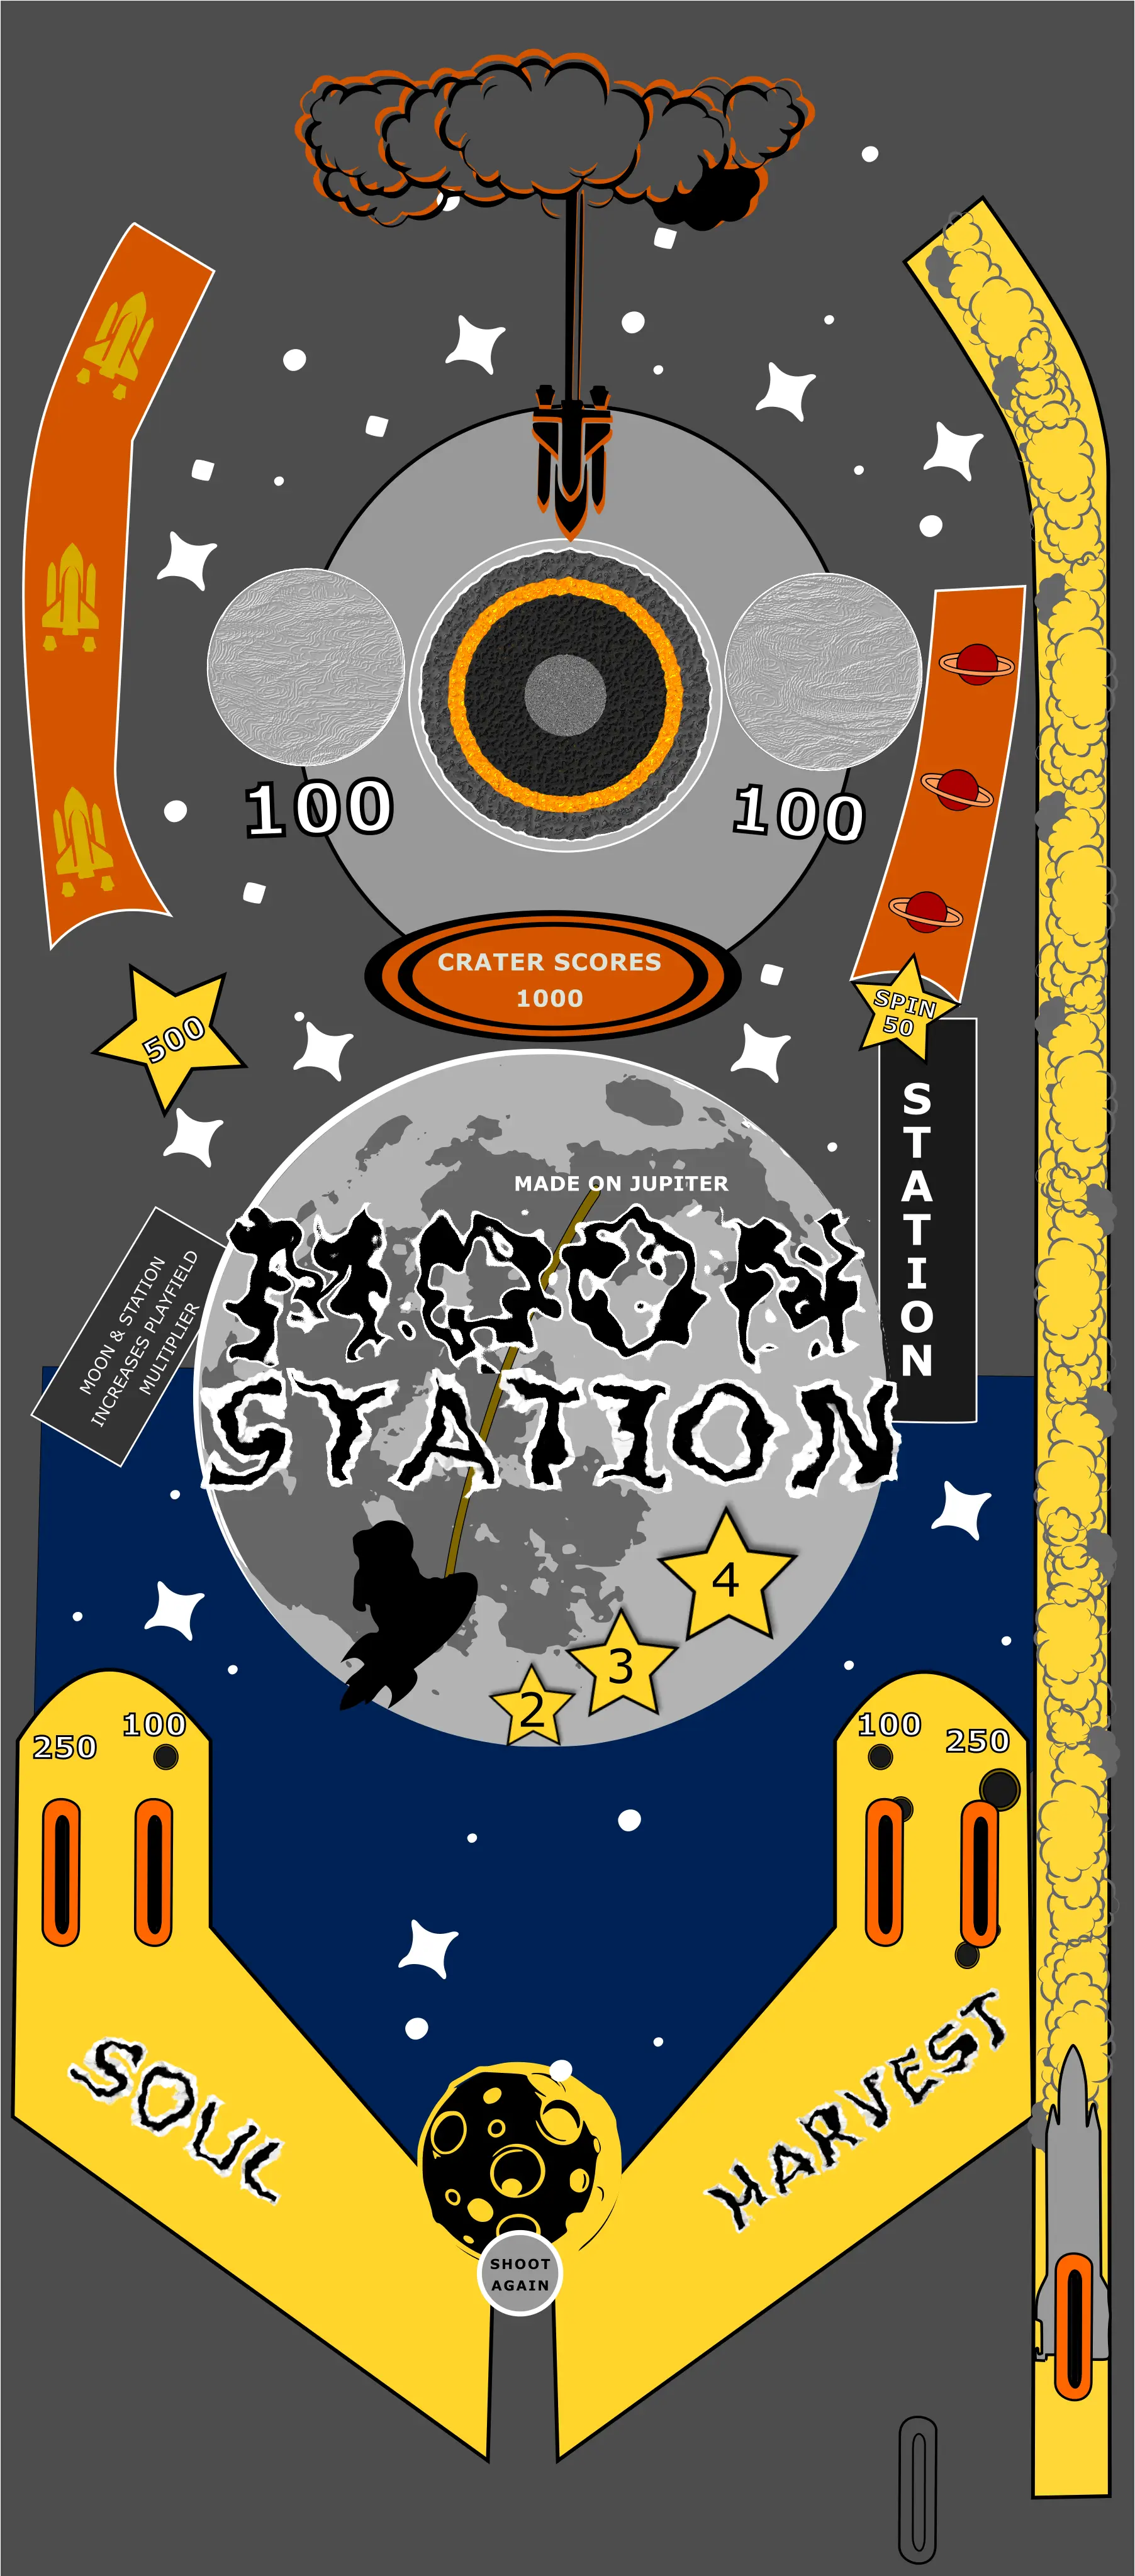 100
100
CRATER SCORES
1000
500
SPIN
50
STATION
MADE ON JUPITER
MOON
STATION
MOON & STATION
INCREASES PLAYFIELD
MULTIPLIER
4
3
2
250
100
100
250
SOUL
HARVEST
SHOOT
AGAIN